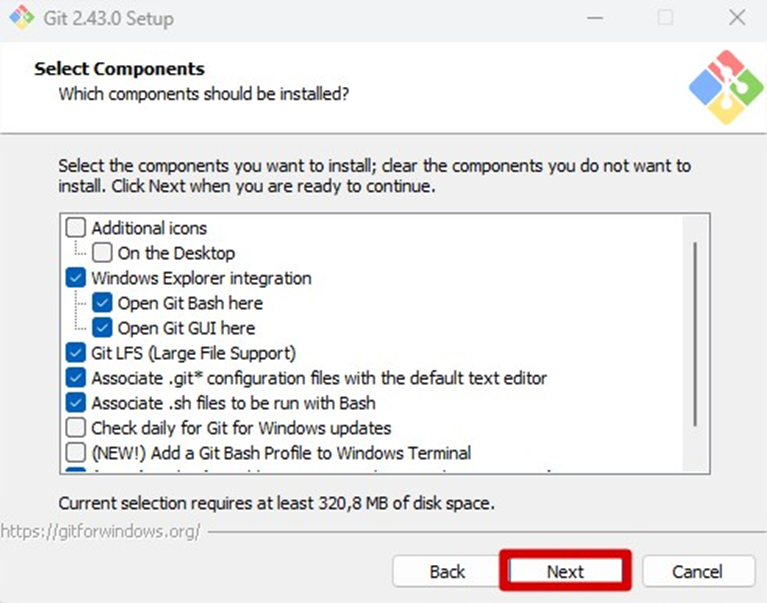 Git 2.43.0 Setup
Select Components
Which components should be installed?
Select the components you want to install; clear the components you do not want to
install. Click Next when you are ready to continue.
Additional icons
On the Desktop
Windows Explorer integration
Open Git Bash here
Open Git GUI here
Git LFS (Large File Support)
Associate .git* configuration files with the default text editor
Associate .sh files to be run with Bash
Check daily for Git for Windows updates
(NEW!) Add a Git Bash Profile to Windows Terminal
Current selection requires at least 320,8 MB of disk space.
https://gitforwindows.org/
Back
Next
Cancel